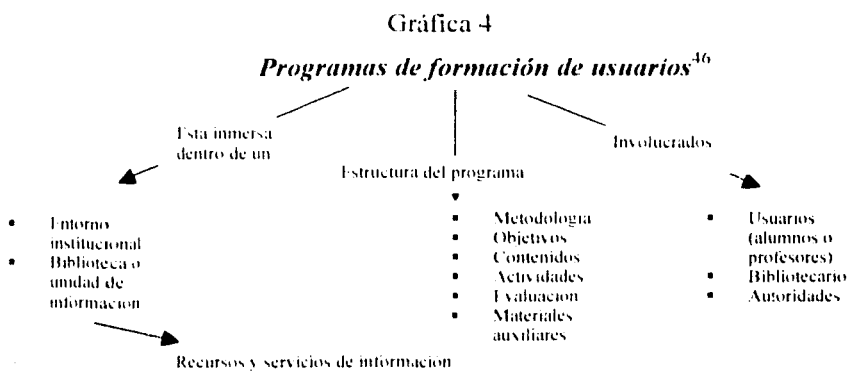 Gráfica 4
Programas de formación de usuarios46
Esta inmersa
dentro de un
Estructura del programa
Involucrados
▪ Entorno
institucional
▪ Biblioteca o
unidad de
información
▪ Metodología
▪ Objetivos
▪ Contenidos
▪ Actividades
▪ Evaluación
▪ Materiales
auxiliares
▪ Usuarios
(alumnos o
profesores)
▪ Bibliotecario
▪ Autoridades
Recursos y servicios de información